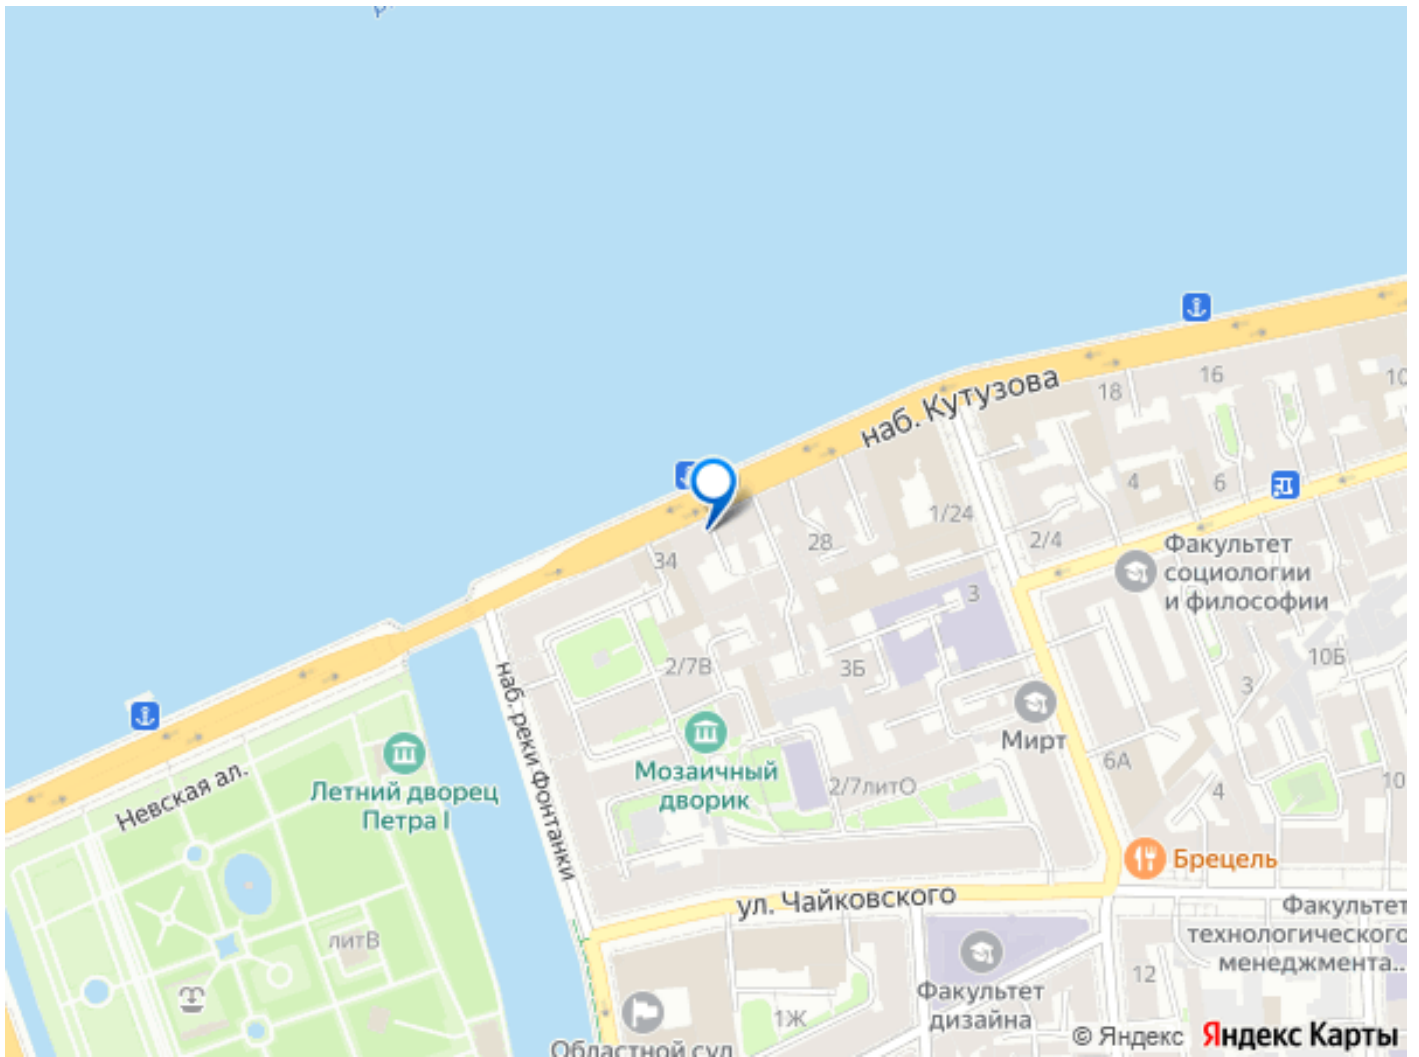 наб. Кутузова
16
10
18
4
6
1/24
2/4
28
34
Факультет
социологии
и философии
3
2/7В
3Б
10Б
3
наб. реки Фонтанки
Мирт
Мозаичный
дворик
6А
Невская ал.
Летний дворец
Петра I
2/7литО
4
10
Брецель
ул. Чайковского
Факультет
технологического
менеджмента...
литВ
12
Факультет
дизайна
1Ж
Областной суд
© Яндекс Яндекс Карты